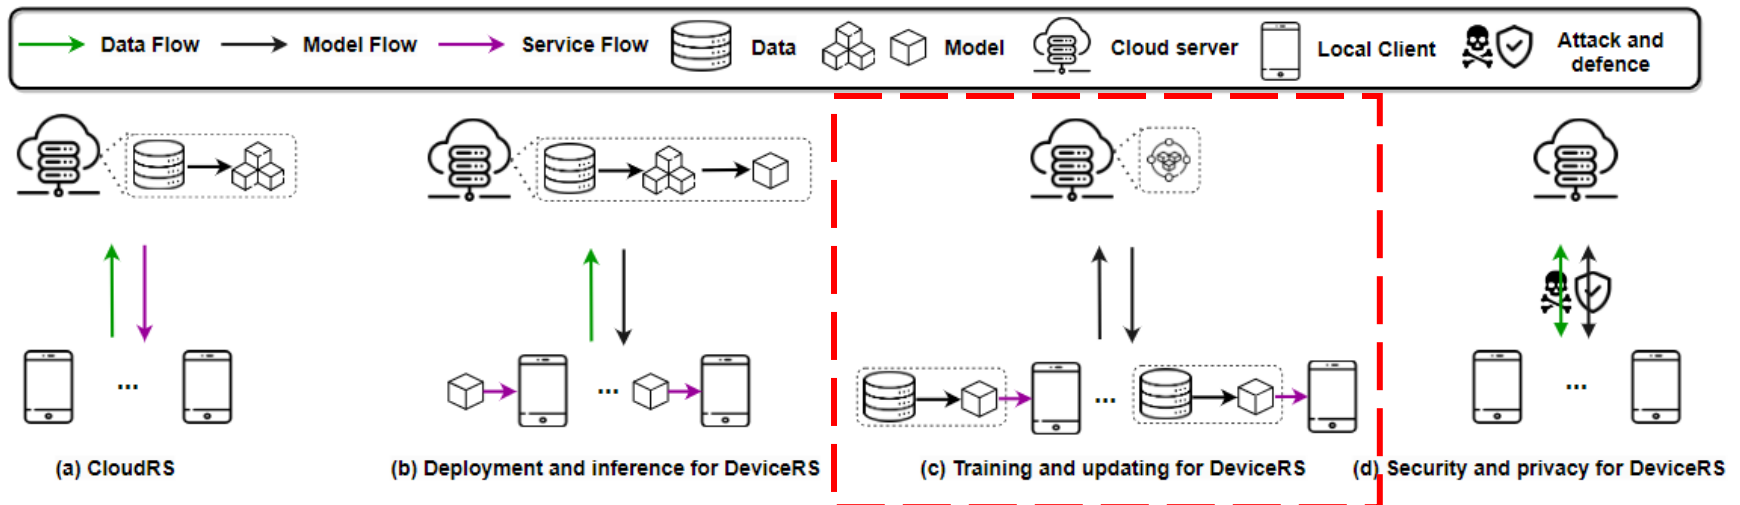 Data Flow Model Flow Service Flow Data Model Cloud server Local Client Attack and
defence
... ... ... ...
(a) CloudRS (b) Deployment and inference for DeviceRS (c) Training and updating for DeviceRS (d) Security and privacy for DeviceRS